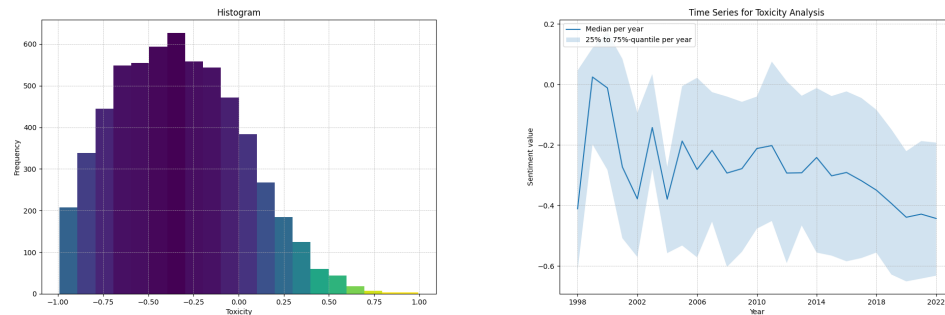 Histogram
Frequency
600
500
400
300
200
100
0
−1.00 −0.75 −0.50 −0.25 0.00 0.25 0.50 0.75 1.00
Toxicity
Time Series for Toxicity Analysis
Median per year
25% to 75%-quantile per year
Sentiment value
0.2
0.0
−0.2
−0.4
−0.6
1998 2002 2006 2010 2014 2018 2022
Year